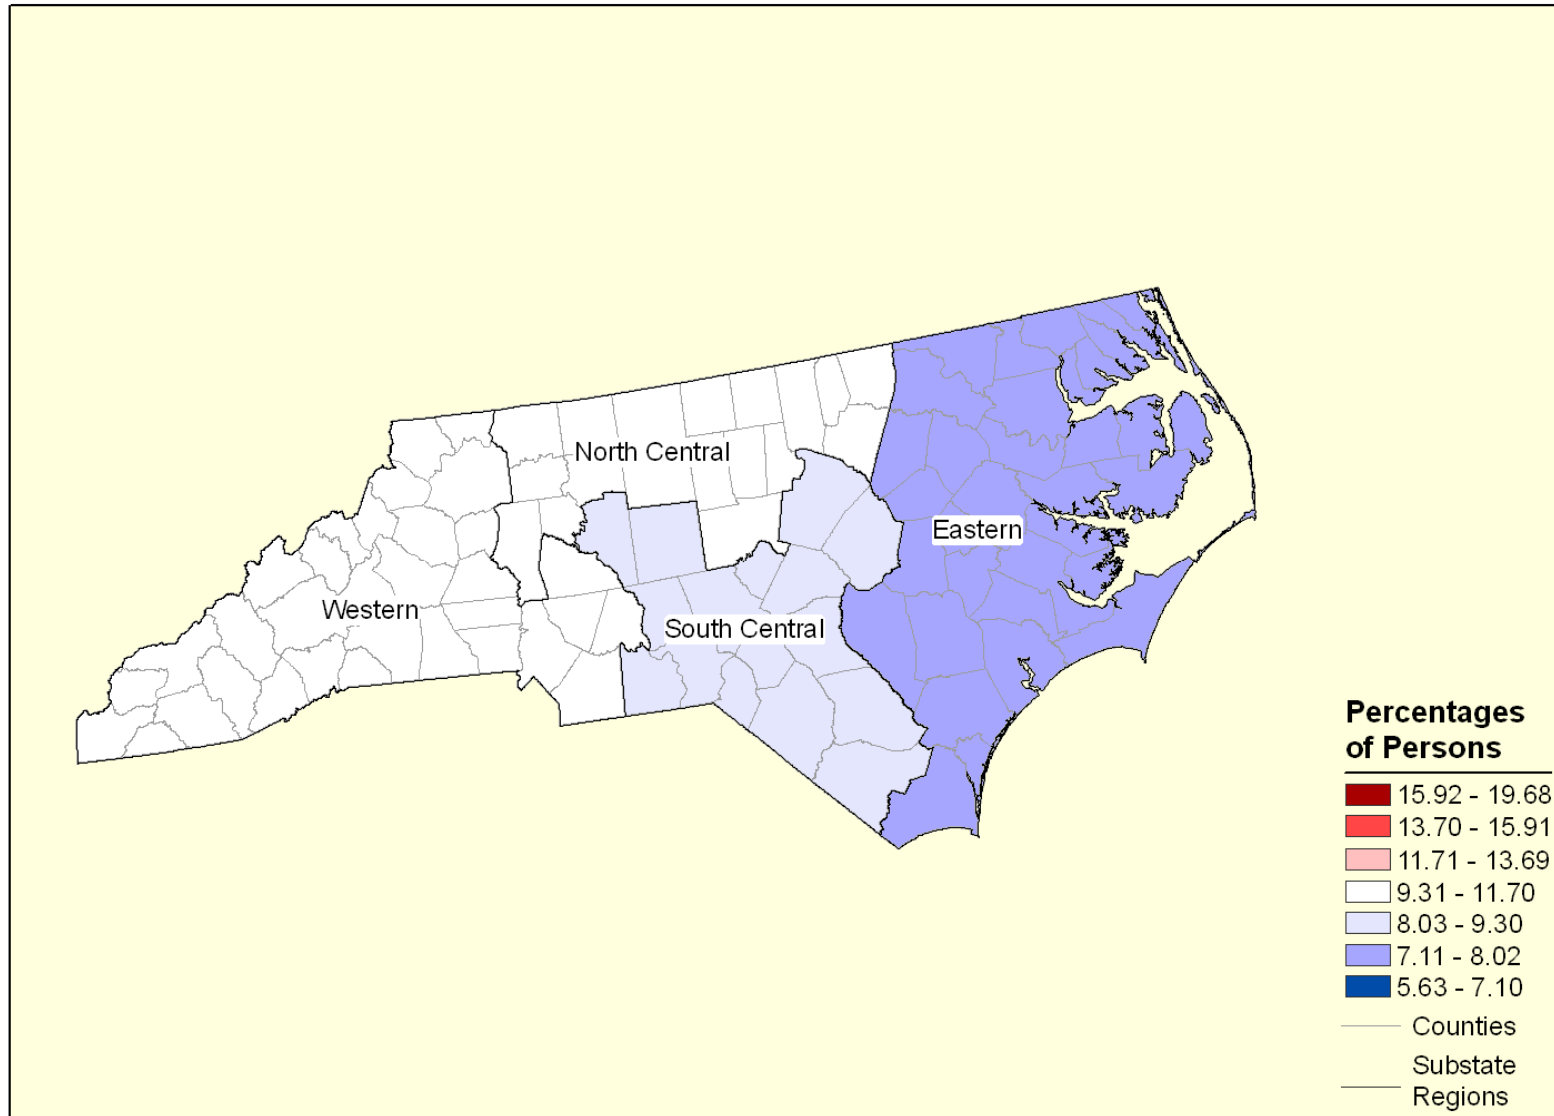 North Central
Eastern
Western
South Central
Percentages
of Persons
15.92 - 19.68
13.70 - 15.91
11.71 - 13.69
9.31 - 11.70
8.03 - 9.30
7.11 - 8.02
5.63 - 7.10
Counties
Substate
Regions